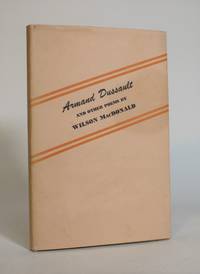 Armand Dussault
AND OTHER POEMS BY
WILSON MACDONALD